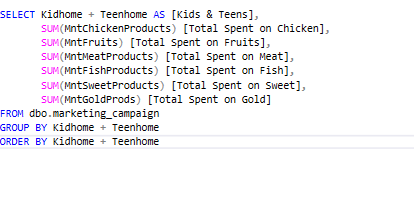 SELECT Kidhome + Teenhome AS [Kids & Teens],
SUM(MntChickenProducts) [Total Spent on Chicken],
SUM(MntFruits) [Total Spent on Fruits],
SUM(MntMeatProducts) [Total Spent on Meat],
SUM(MntFishProducts) [Total Spent on Fish],
SUM(MntSweetProducts) [Total Spent on Sweet],
SUM(MntGoldProds) [Total Spent on Gold]
FROM dbo.marketing_campaign
GROUP BY Kidhome + Teenhome
ORDER BY Kidhome + Teenhome